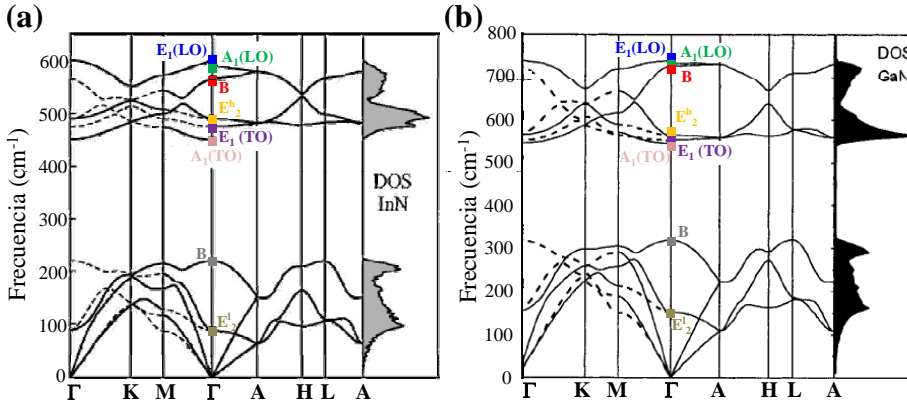 (a)
Frecuencia (cm⁻¹)
600
500
400
300
200
100
0
E₁(LO)
A₁(LO)
B
Eʰ₂
E₁ (TO)
A₁(TO)
B
Eˡ₂
DOS
InN
Γ K M Γ A H L A
(b)
Frecuencia (cm⁻¹)
800
700
600
500
400
300
200
100
0
E₁(LO)
A₁(LO)
B
Eʰ₂
A₁(TO)
E₁ (TO)
B
Eˡ₂
DOS
GaN
Γ K M Γ A H L A